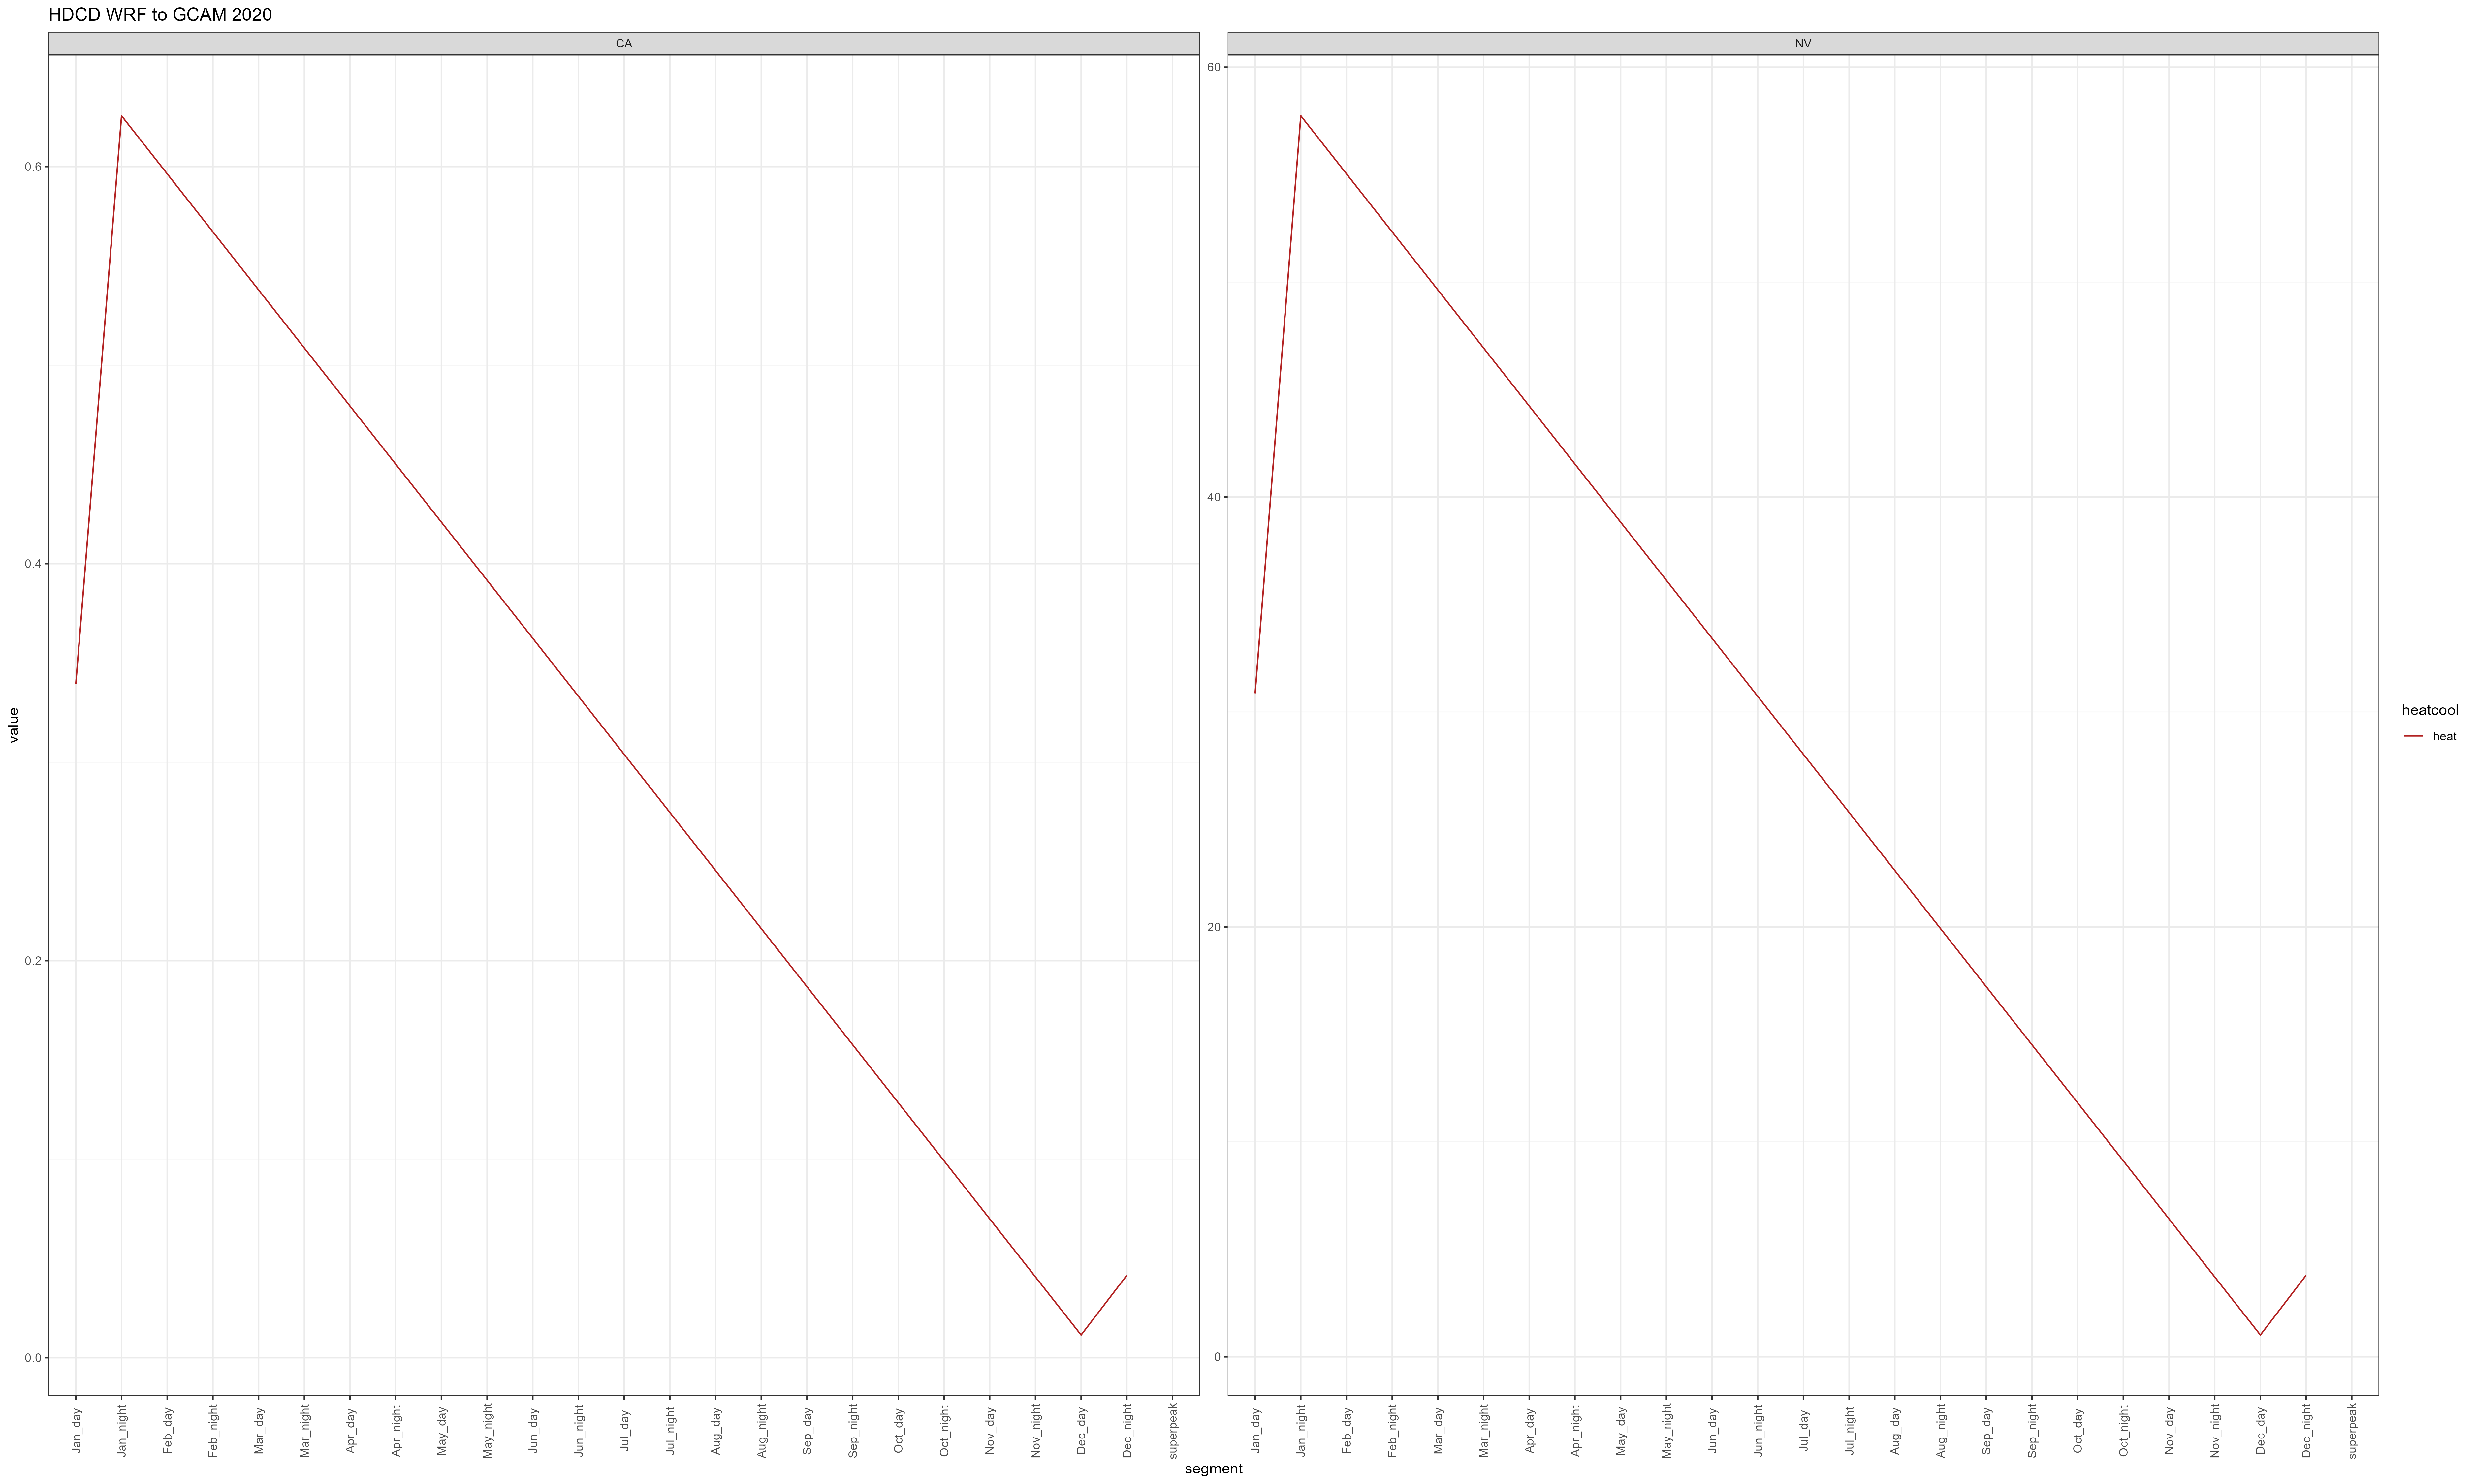 HDCD WRF to GCAM 2020
CA
NV
value
0.6
0.4
0.2
0.0
60
40
20
0
Jan_day
Jan_night
Feb_day
Feb_night
Mar_day
Mar_night
Apr_day
Apr_night
May_day
May_night
Jun_day
Jun_night
Jul_day
Jul_night
Aug_day
Aug_night
Sep_day
Sep_night
Oct_day
Oct_night
Nov_day
Nov_night
Dec_day
Dec_night
superpeak
Jan_day
Jan_night
Feb_day
Feb_night
Mar_day
Mar_night
Apr_day
Apr_night
May_day
May_night
Jun_day
Jun_night
Jul_day
Jul_night
Aug_day
Aug_night
Sep_day
Sep_night
Oct_day
Oct_night
Nov_day
Nov_night
Dec_day
Dec_night
superpeak
segment
heatcool
heat